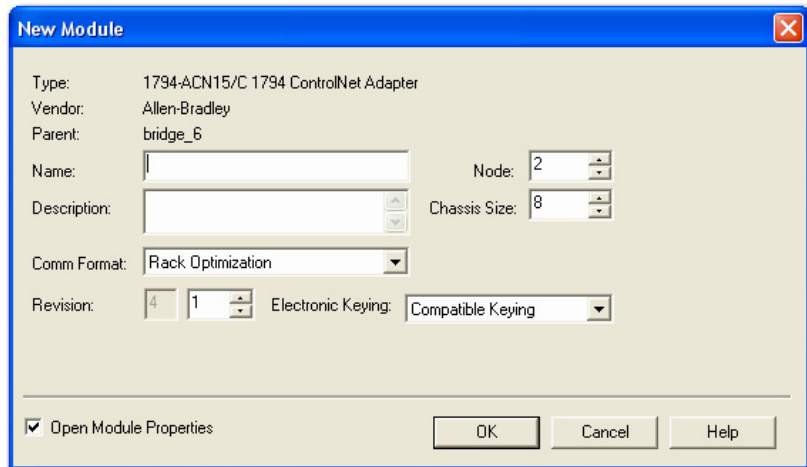 New Module
Type: 1794-ACN15/C 1794 ControlNet Adapter
Vendor: Allen-Bradley
Parent: bridge_6
Name: Node: 2
Description: Chassis Size: 8
Comm Format: Rack Optimization
Revision: 4 1 Electronic Keying: Compatible Keying
Open Module Properties OK Cancel Help